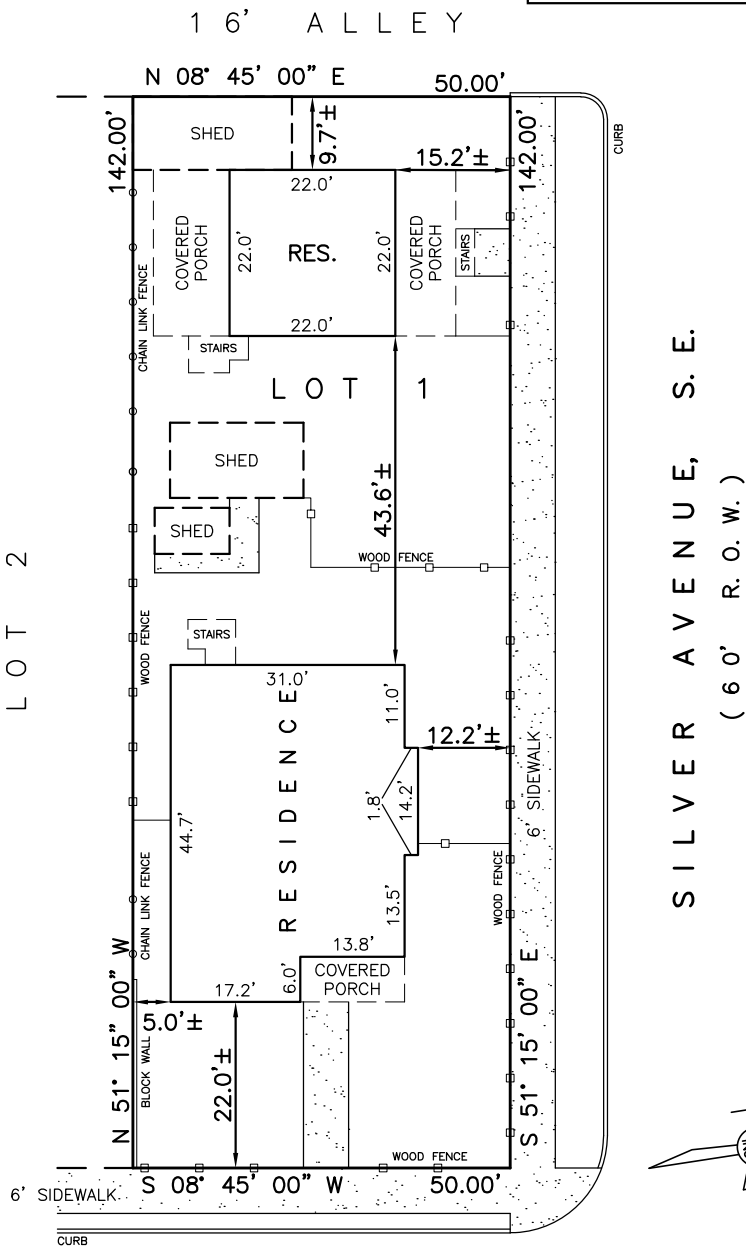 16' ALLEY
N 08° 45' 00" E
50.00'
142.00'
SHED
9.7'±
15.2'±
142.00'
CURB
22.0'
COVERED
PORCH
22.0'
RES.
22.0'
COVERED
PORCH
STAIRS
22.0'
CHAIN LINK FENCE
STAIRS
LOT 1
SHED
43.6'±
SHED
WOOD FENCE
LOT 2
SILVER AVENUE, S.E.
(60' R.O.W.)
WOOD FENCE
STAIRS
31.0'
11.0'
12.2'±
RESIDENCE
1.8'
14.2'
6' SIDEWALK
44.7'
CHAIN LINK FENCE
13.5'
WOOD FENCE
13.8'
6.0'
COVERED
PORCH
17.2'
5.0'±
N 51° 15' 00" W
BLOCK WALL
22.0'±
S 51° 15' 00" E
WOOD FENCE
6' SIDEWALK
S 08° 45' 00" W
50.00'
CURB